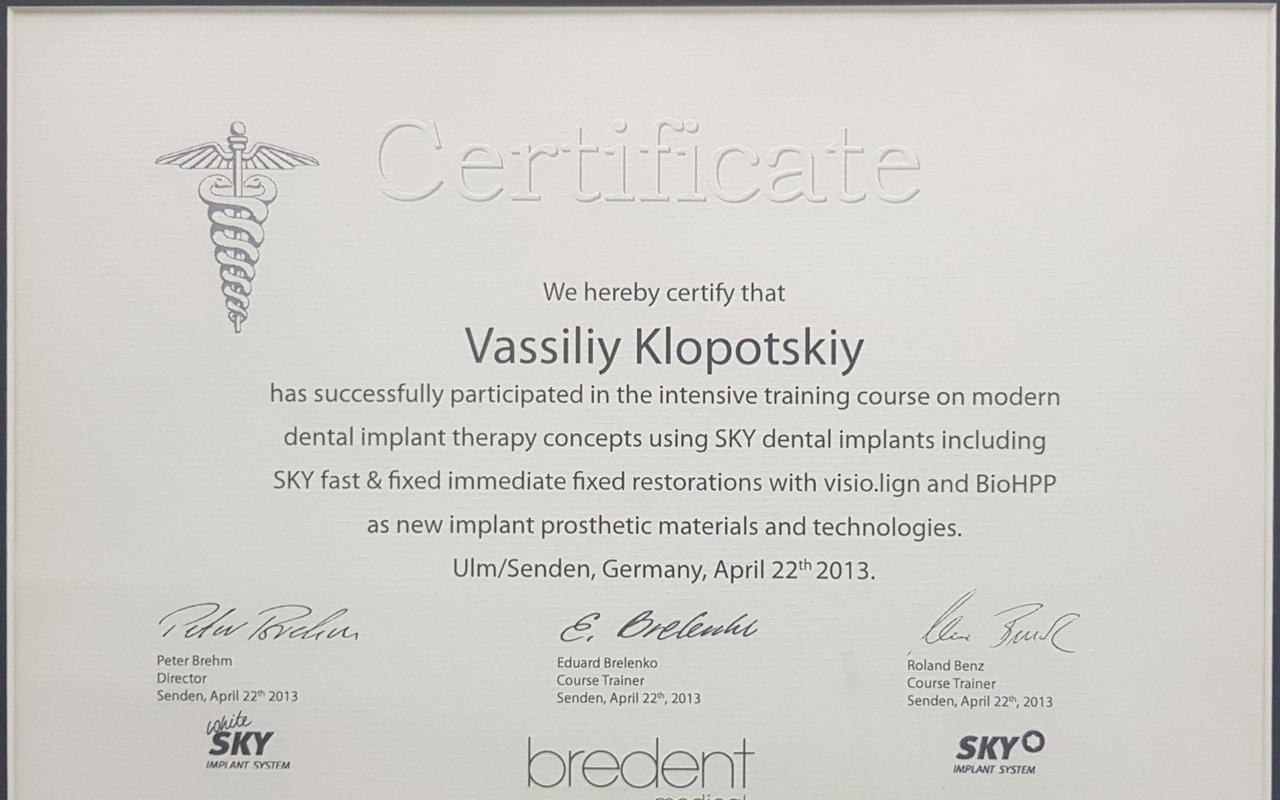 Certificate
We hereby certify that
Vassiliy Klopotskiy
has successfully participated in the intensive training course on modern
dental implant therapy concepts using SKY dental implants including
SKY fast & fixed immediate fixed restorations with visio.lign and BioHPP
as new implant prosthetic materials and technologies.
Ulm/Senden, Germany, April 22th 2013.
Peter Brehm
E. Brelenko
Peter Brehm
Director
Senden, April 22th 2013
Eduard Brelenko
Course Trainer
Senden, April 22th, 2013
Roland Benz
Course Trainer
Senden, April 22th, 2013
white
SKY
IMPLANT SYSTEM
bredent
medical
SKY
IMPLANT SYSTEM